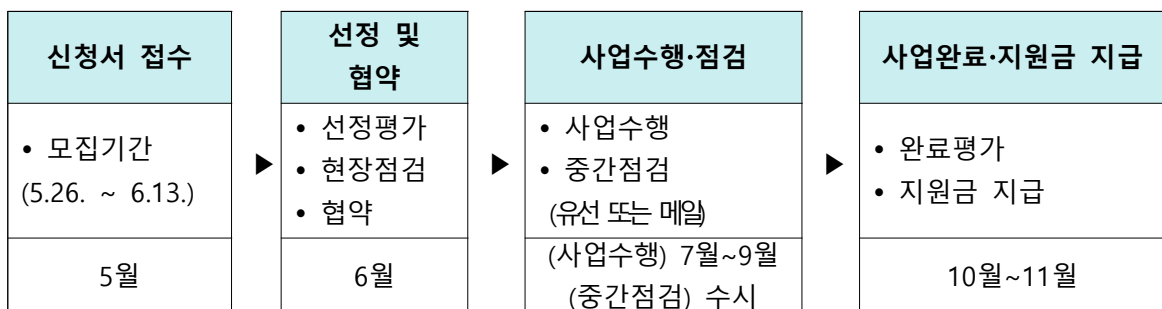 신청서 접수
• 모집기간
(5.26. ~ 6.13.)
5월
▶
선정 및
협약
• 선정평가
• 현장점검
• 협약
6월
▶
사업수행·점검
• 사업수행
• 중간점검
(유선 또는 메일)
(사업수행) 7월~9월
(중간점검) 수시
▶
사업완료·지원금 지급
• 완료평가
• 지원금 지급
10월~11월